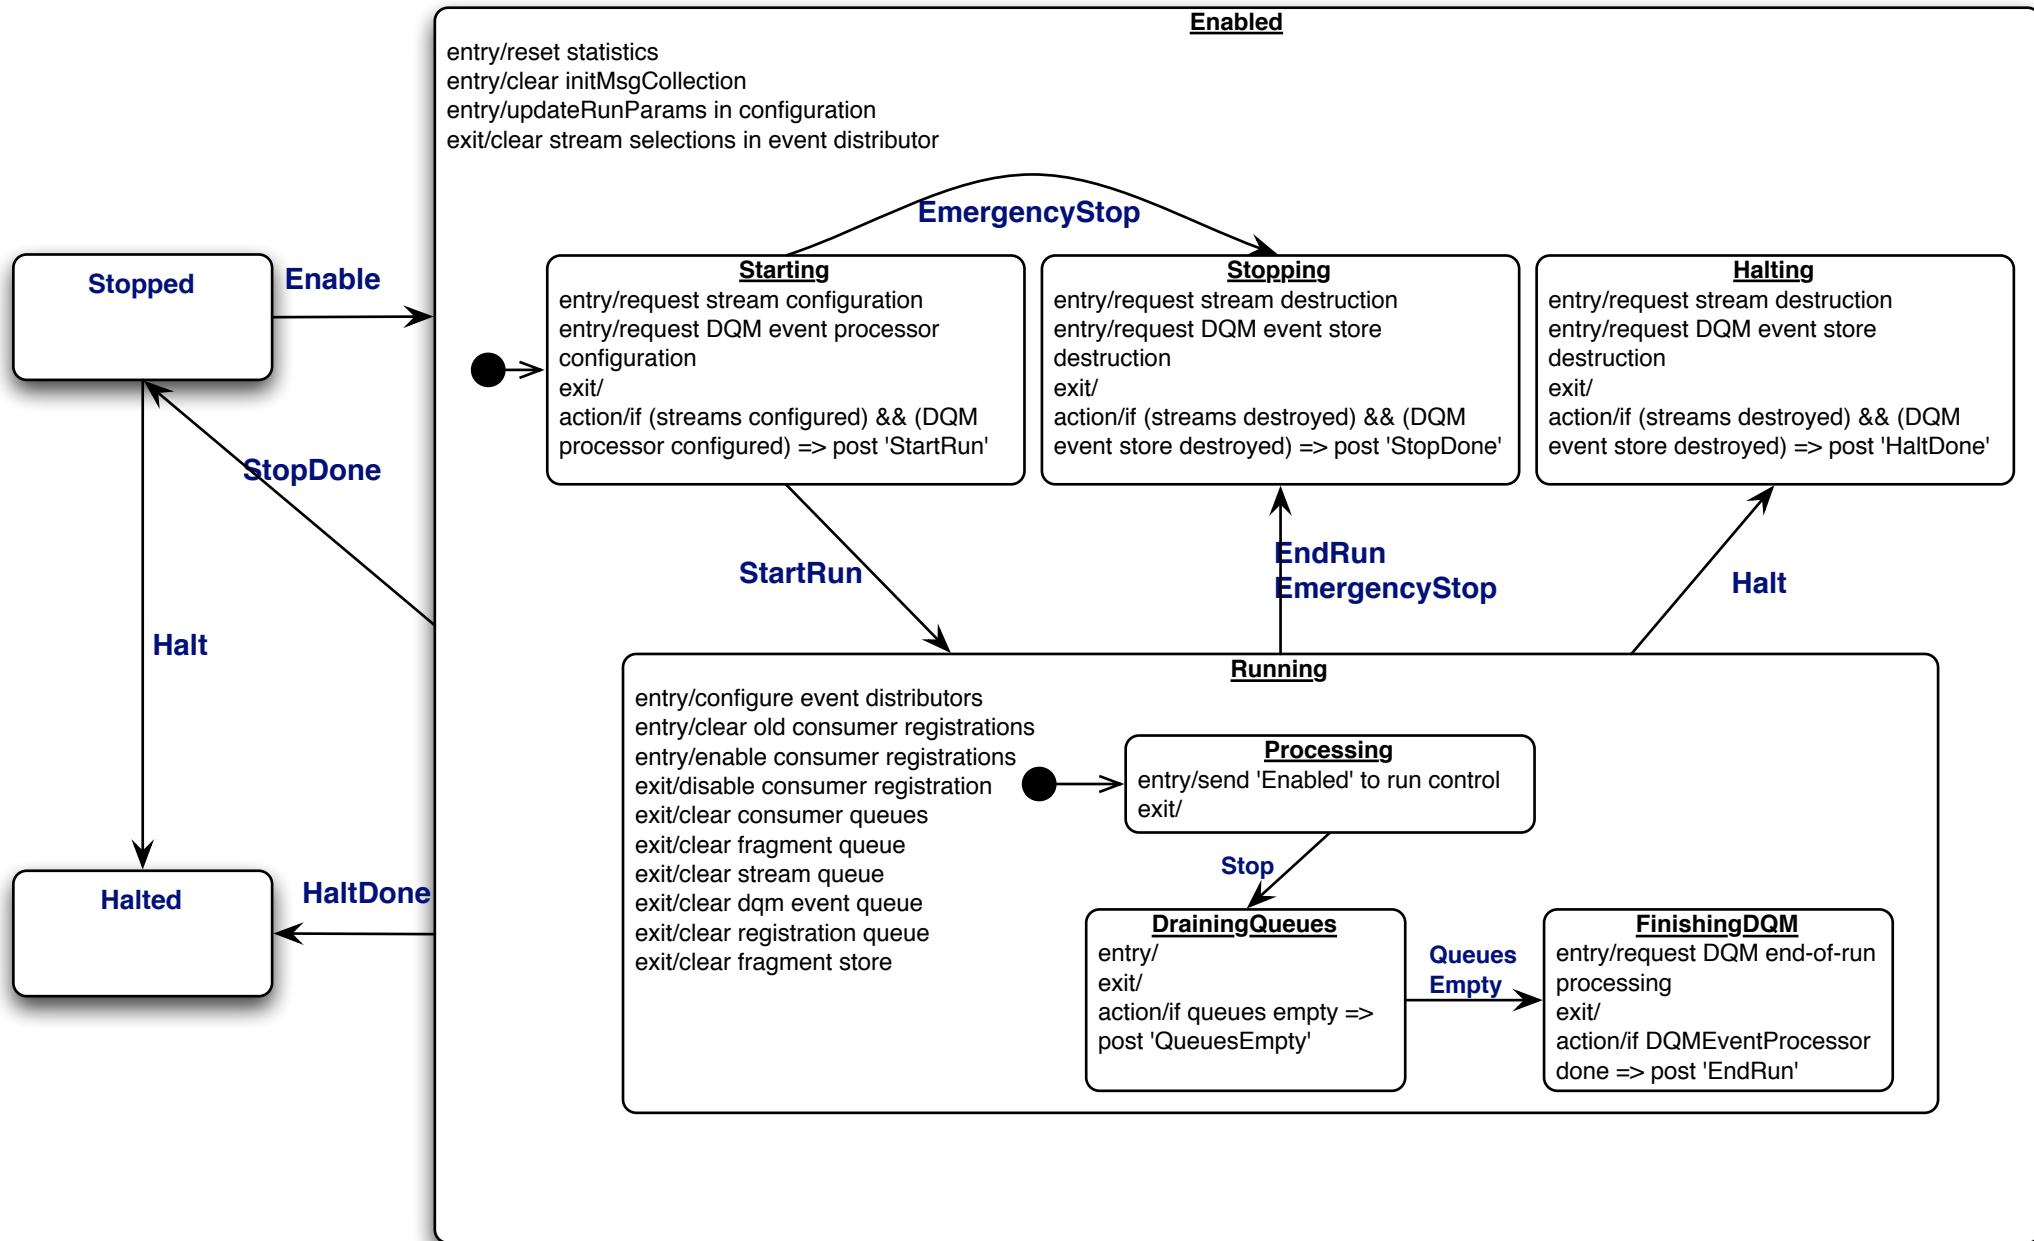 Enabled
entry/reset statistics
entry/clear initMsgCollection
entry/updateRunParams in configuration
exit/clear stream selections in event distributor
EmergencyStop
Stopped
Enable
Starting
entry/request stream configuration
entry/request DQM event processor
configuration
exit/
action/if (streams configured) && (DQM
processor configured) => post 'StartRun'
Stopping
entry/request stream destruction
entry/request DQM event store
destruction
exit/
action/if (streams destroyed) && (DQM
event store destroyed) => post 'StopDone'
Halting
entry/request stream destruction
entry/request DQM event store
destruction
exit/
action/if (streams destroyed) && (DQM
event store destroyed) => post 'HaltDone'
StopDone
StartRun
EndRun
EmergencyStop
Halt
Halt
Running
entry/configure event distributors
entry/clear old consumer registrations
entry/enable consumer registrations
exit/disable consumer registration
exit/clear consumer queues
exit/clear fragment queue
exit/clear stream queue
exit/clear dqm event queue
exit/clear registration queue
exit/clear fragment store
Processing
entry/send 'Enabled' to run control
exit/
Stop
Halted
HaltDone
DrainingQueues
entry/
exit/
action/if queues empty =>
post 'QueuesEmpty'
Queues
Empty
FinishingDQM
entry/request DQM end-of-run
processing
exit/
action/if DQMEventProcessor
done => post 'EndRun'